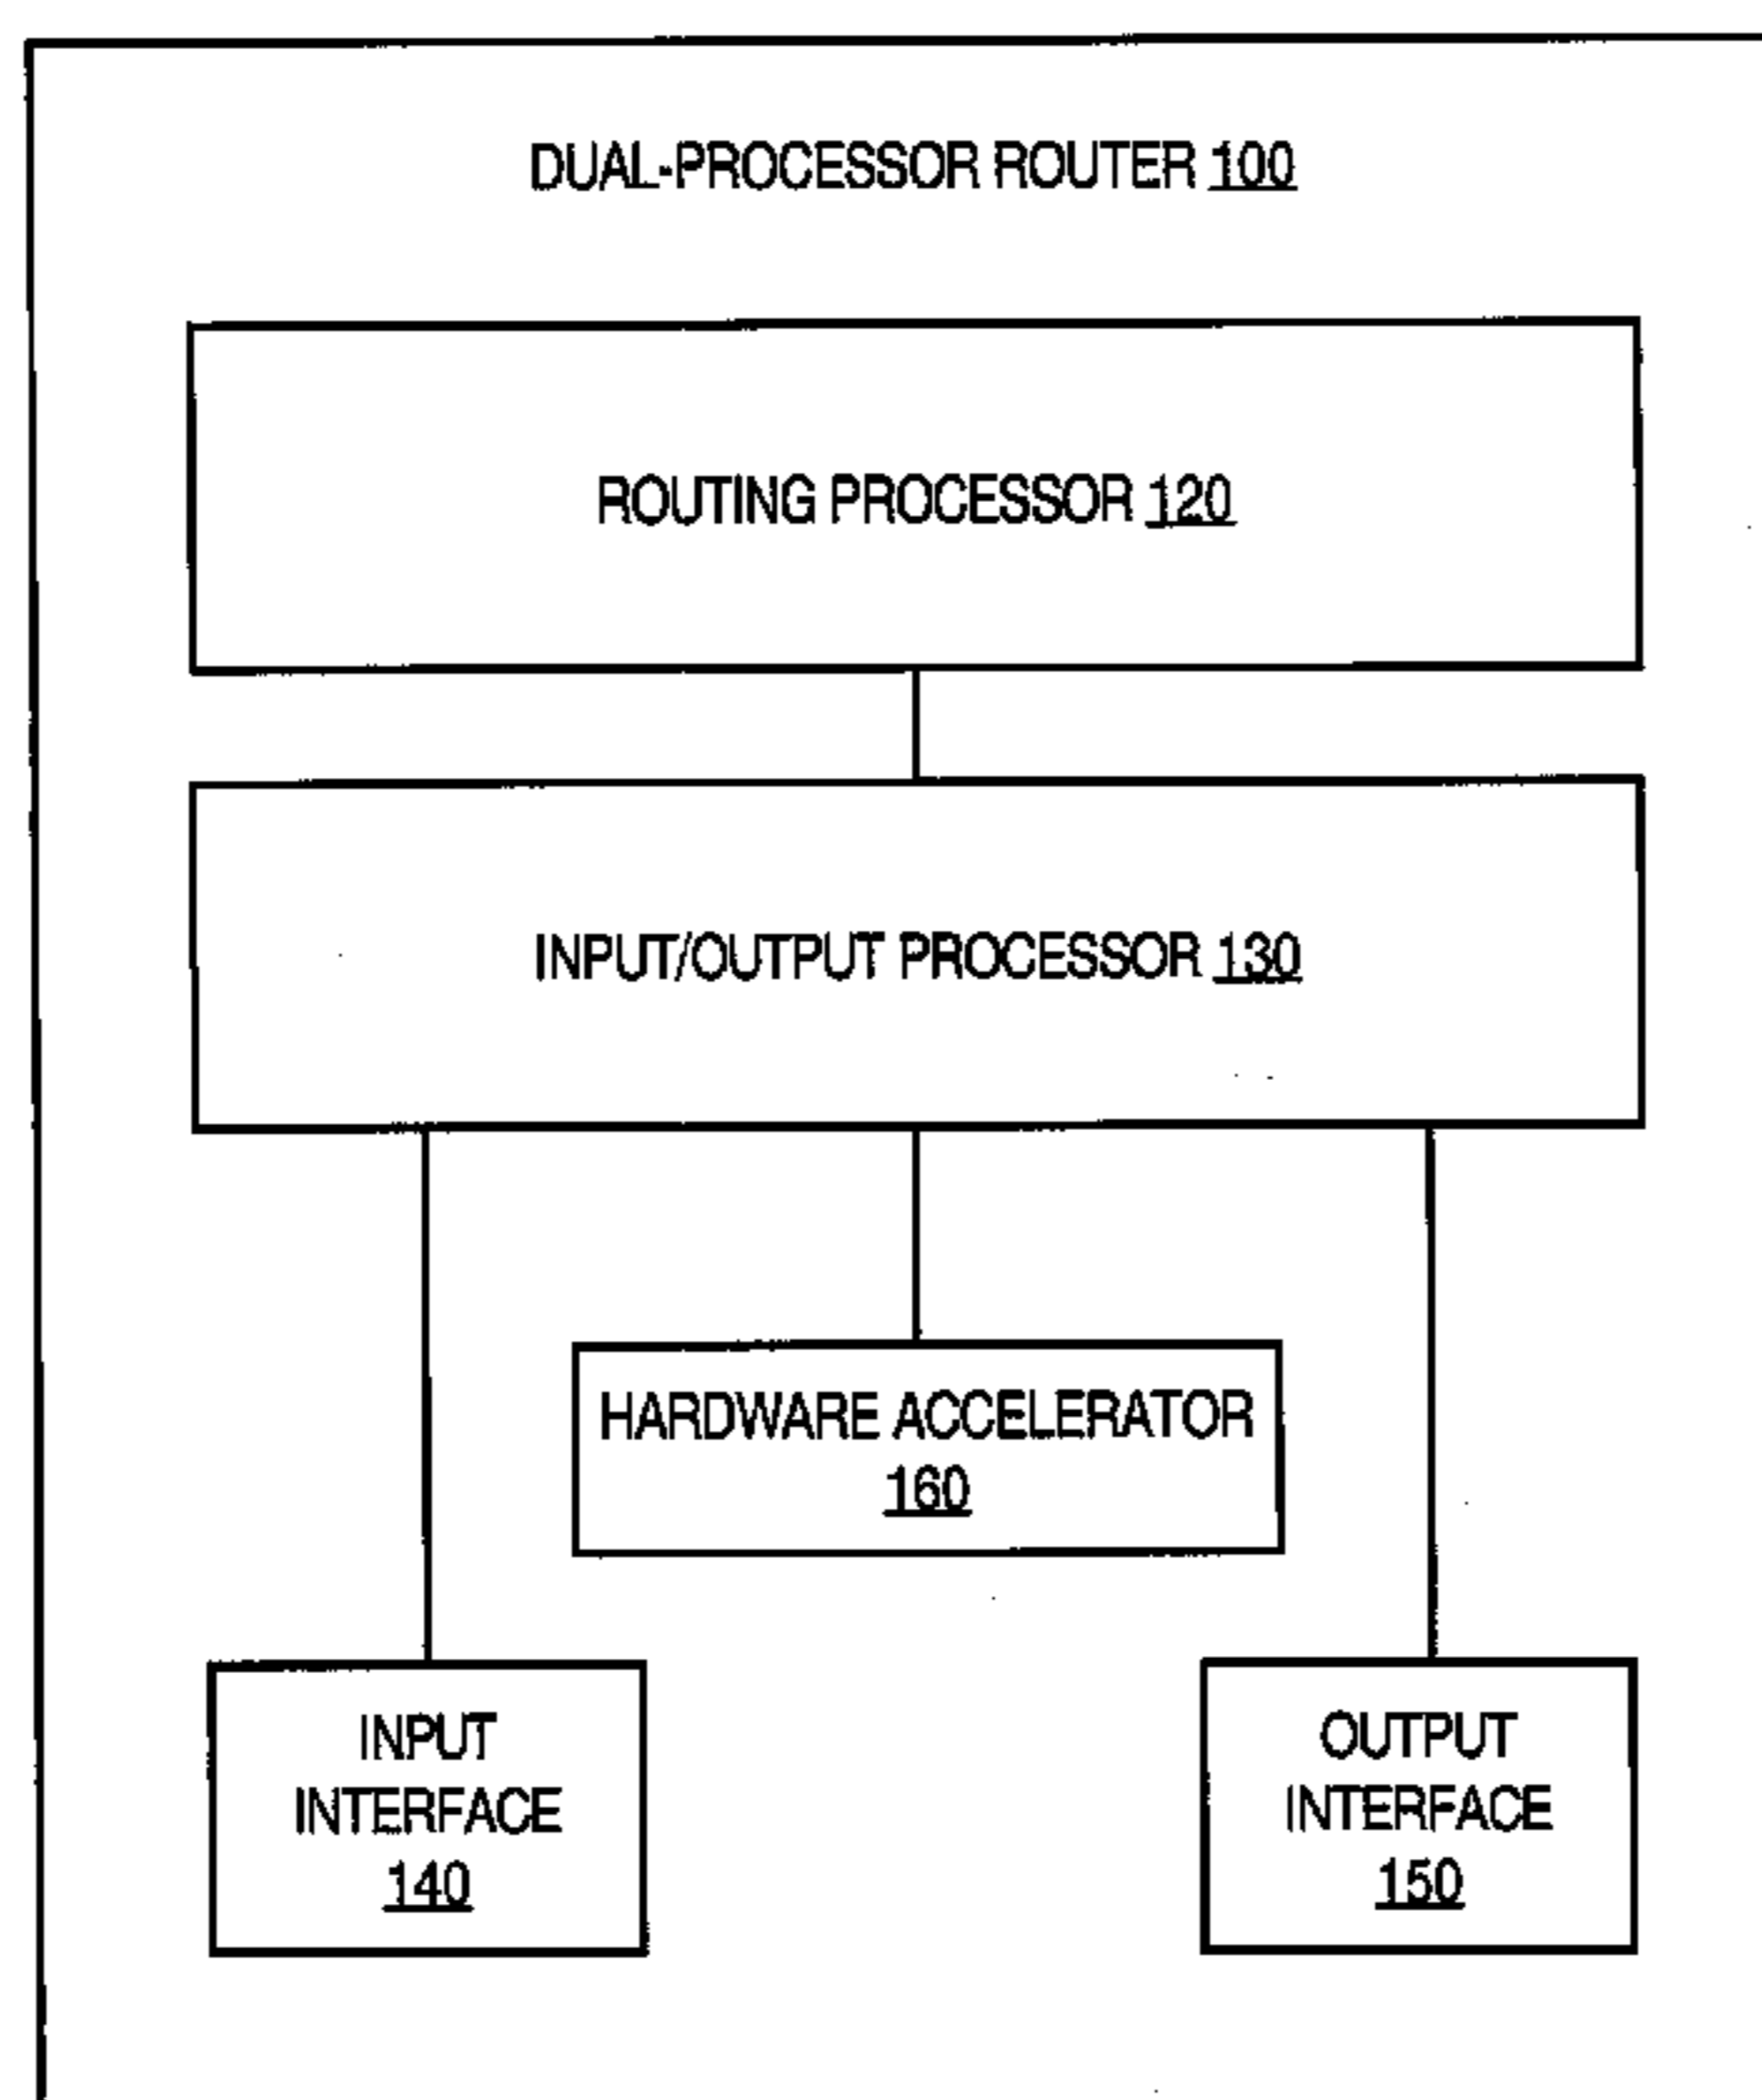 DUAL-PROCESSOR ROUTER 100
ROUTING PROCESSOR 120
INPUT/OUTPUT PROCESSOR 130
HARDWARE ACCELERATOR
160
INPUT
INTERFACE
140
OUTPUT
INTERFACE
150